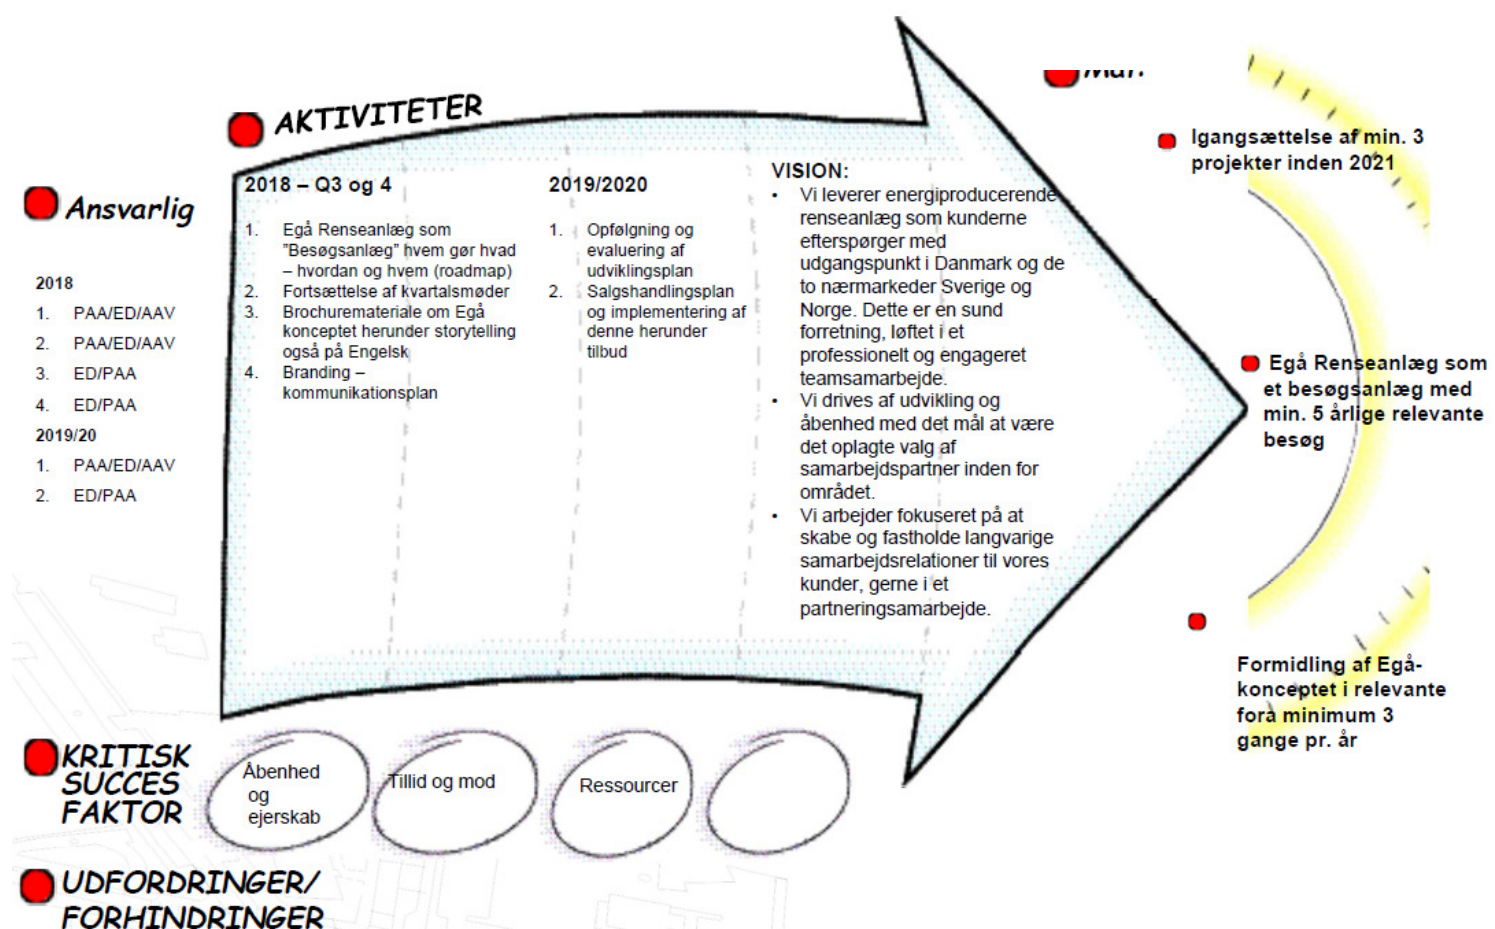 Ansvarlig
2018
1. PAA/ED/AAV
2. PAA/ED/AAV
3. ED/PAA
4. ED/PAA
2019/20
1. PAA/ED/AAV
2. ED/PAA
AKTIVITETER
2018 – Q3 og 4
1. Egå Renseanlæg som
”Besøgsanlæg” hvem gør hvad
– hvordan og hvem (roadmap)
2. Fortsættelse af kvartalsmøder
3. Brochuremateriale om Egå
konceptet herunder storytelling
også på Engelsk
4. Branding –
kommunikationsplan
2019/2020
1. Opfølgning og
evaluering af
udviklingsplan
2. Salgshandlingsplan
og implementering af
denne herunder
tilbud
VISION:
• Vi leverer energiproducerende
renseanlæg som kunderne
efterspørger med
udgangspunkt i Danmark og de
to nærmarkeder Sverige og
Norge. Dette er en sund
forretning, løftet i et
professionelt og engageret
teamsamarbejde.
• Vi drives af udvikling og
åbenhed med det mål at være
det oplagte valg af
samarbejdspartner inden for
området.
• Vi arbejder fokuseret på at
skabe og fastholde langvarige
samarbejdsrelationer til vores
kunder, gerne i et
partneringsamarbejde.
Igangsættelse af min. 3
projekter inden 2021
Egå Renseanlæg som
et besøgsanlæg med
min. 5 årlige relevante
besøg
Formidling af Egå-
konceptet i relevante
fora minimum 3
gange pr. år
KRITISK
SUCCES
FAKTOR
Åbenhed
og
ejerskab
Tillid og mod
Ressourcer
UDFORDRINGER/
FORHINDRINGER